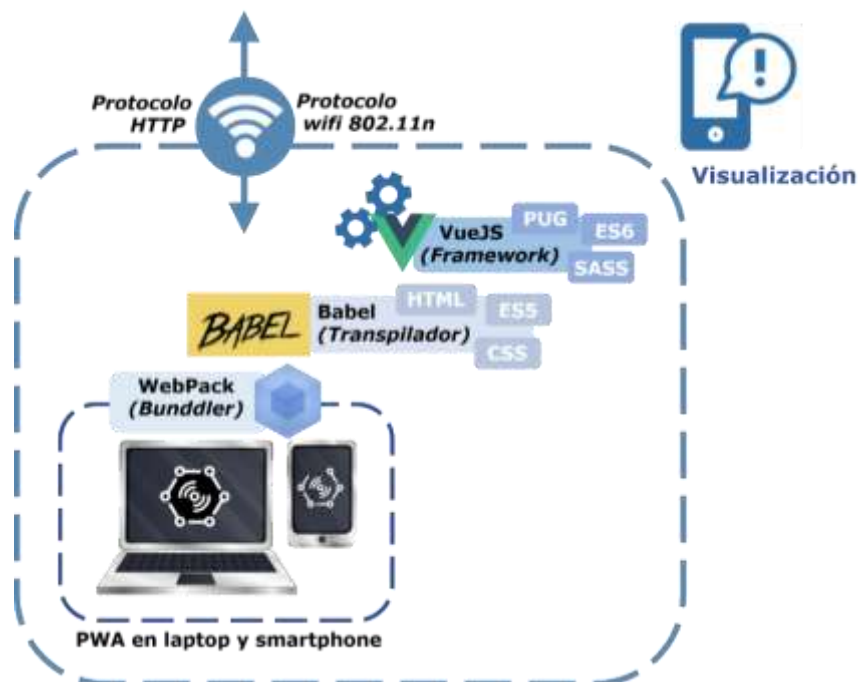 Protocolo
HTTP
Protocolo
wifi 802.11n
Visualización
VueJS
(Framework)
PUG
ES6
SASS
BABEL
Babel
(Transpilador)
HTML
ES5
CSS
WebPack
(Bunddler)
PWA en laptop y smartphone